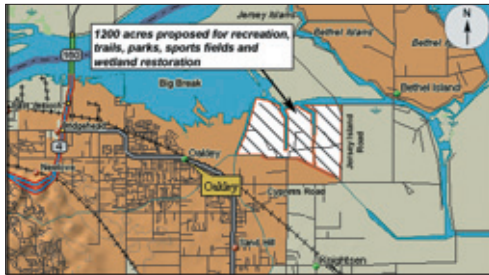 Jersey Island
1200 acres proposed for recreation,
trails, parks, sports fields and
wetland restoration
N
Bethel Island
160
Big Break
Bethel Island
4
Oakley
Oakley
Jersey Island
Road
Cypress Road
Sand Hill
Knightsen